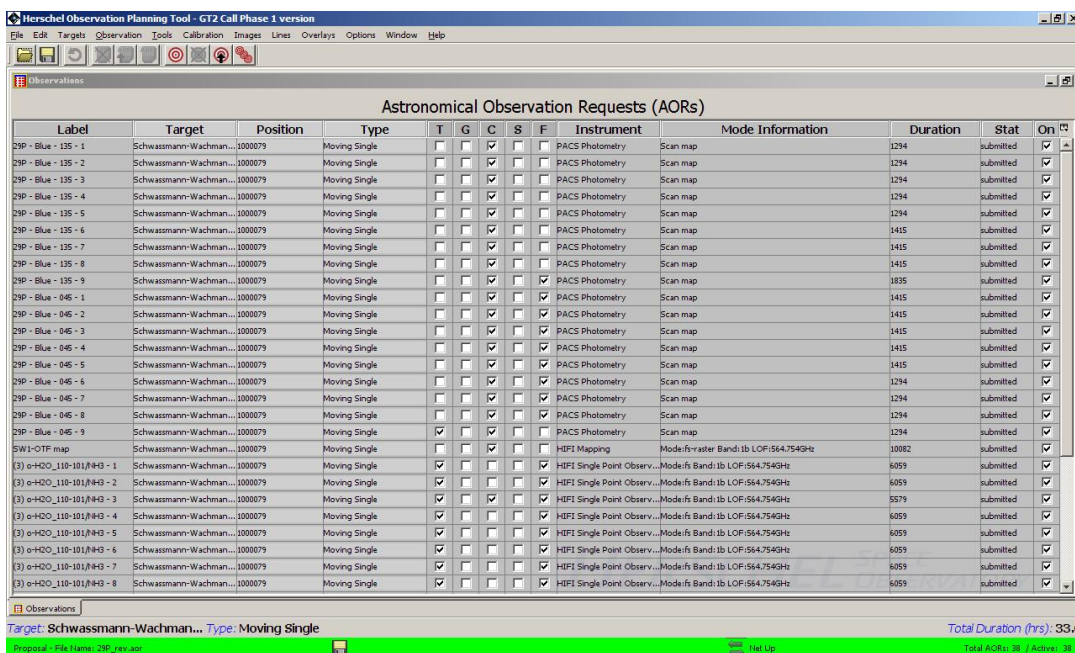 Herschel Observation Planning Tool - GT2 Call Phase 1 version
File Edit Targets Observation Tools Calibration Images Lines Overlays Options Window Help
Observations
Astronomical Observation Requests (AORs)
Label Target Position Type T G C S F Instrument Mode Information Duration Stat On
29P - Blue - 135 - 1 Schwassmann-Wachman... 1000079 Moving Single PACS Photometry Scan map 1294 submitted
29P - Blue - 135 - 2 Schwassmann-Wachman... 1000079 Moving Single PACS Photometry Scan map 1294 submitted
29P - Blue - 135 - 3 Schwassmann-Wachman... 1000079 Moving Single PACS Photometry Scan map 1294 submitted
29P - Blue - 135 - 4 Schwassmann-Wachman... 1000079 Moving Single PACS Photometry Scan map 1294 submitted
29P - Blue - 135 - 5 Schwassmann-Wachman... 1000079 Moving Single PACS Photometry Scan map 1294 submitted
29P - Blue - 135 - 6 Schwassmann-Wachman... 1000079 Moving Single PACS Photometry Scan map 1415 submitted
29P - Blue - 135 - 7 Schwassmann-Wachman... 1000079 Moving Single PACS Photometry Scan map 1415 submitted
29P - Blue - 135 - 8 Schwassmann-Wachman... 1000079 Moving Single PACS Photometry Scan map 1415 submitted
29P - Blue - 135 - 9 Schwassmann-Wachman... 1000079 Moving Single PACS Photometry Scan map 1835 submitted
29P - Blue - 045 - 1 Schwassmann-Wachman... 1000079 Moving Single PACS Photometry Scan map 1415 submitted
29P - Blue - 045 - 2 Schwassmann-Wachman... 1000079 Moving Single PACS Photometry Scan map 1415 submitted
29P - Blue - 045 - 3 Schwassmann-Wachman... 1000079 Moving Single PACS Photometry Scan map 1415 submitted
29P - Blue - 045 - 4 Schwassmann-Wachman... 1000079 Moving Single PACS Photometry Scan map 1415 submitted
29P - Blue - 045 - 5 Schwassmann-Wachman... 1000079 Moving Single PACS Photometry Scan map 1415 submitted
29P - Blue - 045 - 6 Schwassmann-Wachman... 1000079 Moving Single PACS Photometry Scan map 1294 submitted
29P - Blue - 045 - 7 Schwassmann-Wachman... 1000079 Moving Single PACS Photometry Scan map 1294 submitted
29P - Blue - 045 - 8 Schwassmann-Wachman... 1000079 Moving Single PACS Photometry Scan map 1294 submitted
29P - Blue - 045 - 9 Schwassmann-Wachman... 1000079 Moving Single PACS Photometry Scan map 1294 submitted
SW1-OTF map Schwassmann-Wachman... 1000079 Moving Single HIFI Mapping Mode:fs-raster Band:1b LOF:564.754GHz 10082 submitted
(3) o-H2O_110-101/NH3 - 1 Schwassmann-Wachman... 1000079 Moving Single HIFI Single Point Observ... Mode:fs Band:1b LOF:564.754GHz 6059 submitted
(3) o-H2O_110-101/NH3 - 2 Schwassmann-Wachman... 1000079 Moving Single HIFI Single Point Observ... Mode:fs Band:1b LOF:564.754GHz 6059 submitted
(3) o-H2O_110-101/NH3 - 3 Schwassmann-Wachman... 1000079 Moving Single HIFI Single Point Observ... Mode:fs Band:1b LOF:564.754GHz 5579 submitted
(3) o-H2O_110-101/NH3 - 4 Schwassmann-Wachman... 1000079 Moving Single HIFI Single Point Observ... Mode:fs Band:1b LOF:564.754GHz 6059 submitted
(3) o-H2O_110-101/NH3 - 5 Schwassmann-Wachman... 1000079 Moving Single HIFI Single Point Observ... Mode:fs Band:1b LOF:564.754GHz 6059 submitted
(3) o-H2O_110-101/NH3 - 6 Schwassmann-Wachman... 1000079 Moving Single HIFI Single Point Observ... Mode:fs Band:1b LOF:564.754GHz 6059 submitted
(3) o-H2O_110-101/NH3 - 7 Schwassmann-Wachman... 1000079 Moving Single HIFI Single Point Observ... Mode:fs Band:1b LOF:564.754GHz 6059 submitted
(3) o-H2O_110-101/NH3 - 8 Schwassmann-Wachman... 1000079 Moving Single HIFI Single Point Observ... Mode:fs Band:1b LOF:564.754GHz 6059 submitted
Observations
Target: Schwassmann-Wachman... Type: Moving Single Total Duration (hrs): 33.
Proposal - File Name: 29P_rev.aor Net Up Total AORs: 38 / Active: 38